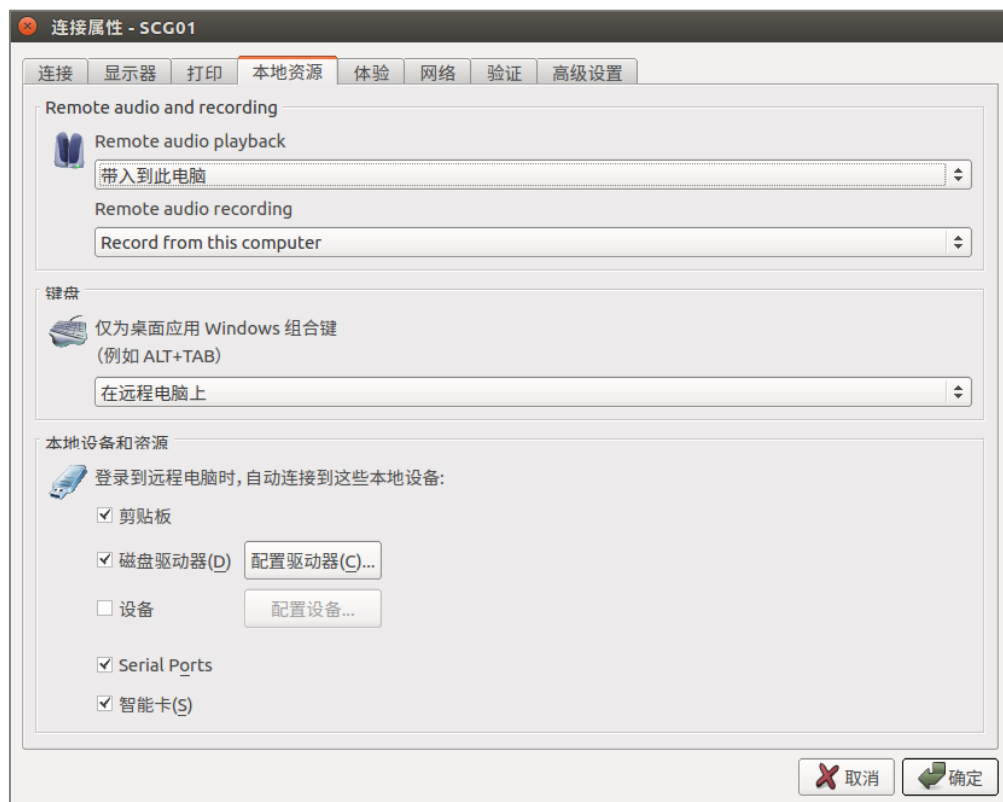 连接属性 - SCG01
连接 显示器 打印 本地资源 体验 网络 验证 高级设置
Remote audio and recording
Remote audio playback
带入到此电脑
Remote audio recording
Record from this computer
键盘
仅为桌面应用 Windows 组合键
(例如 ALT+TAB)
在远程电脑上
本地设备和资源
登录到远程电脑时,自动连接到这些本地设备:
剪贴板
磁盘驱动器(D) 配置驱动器(C)...
设备 配置设备...
Serial Ports
智能卡(S)
取消 确定